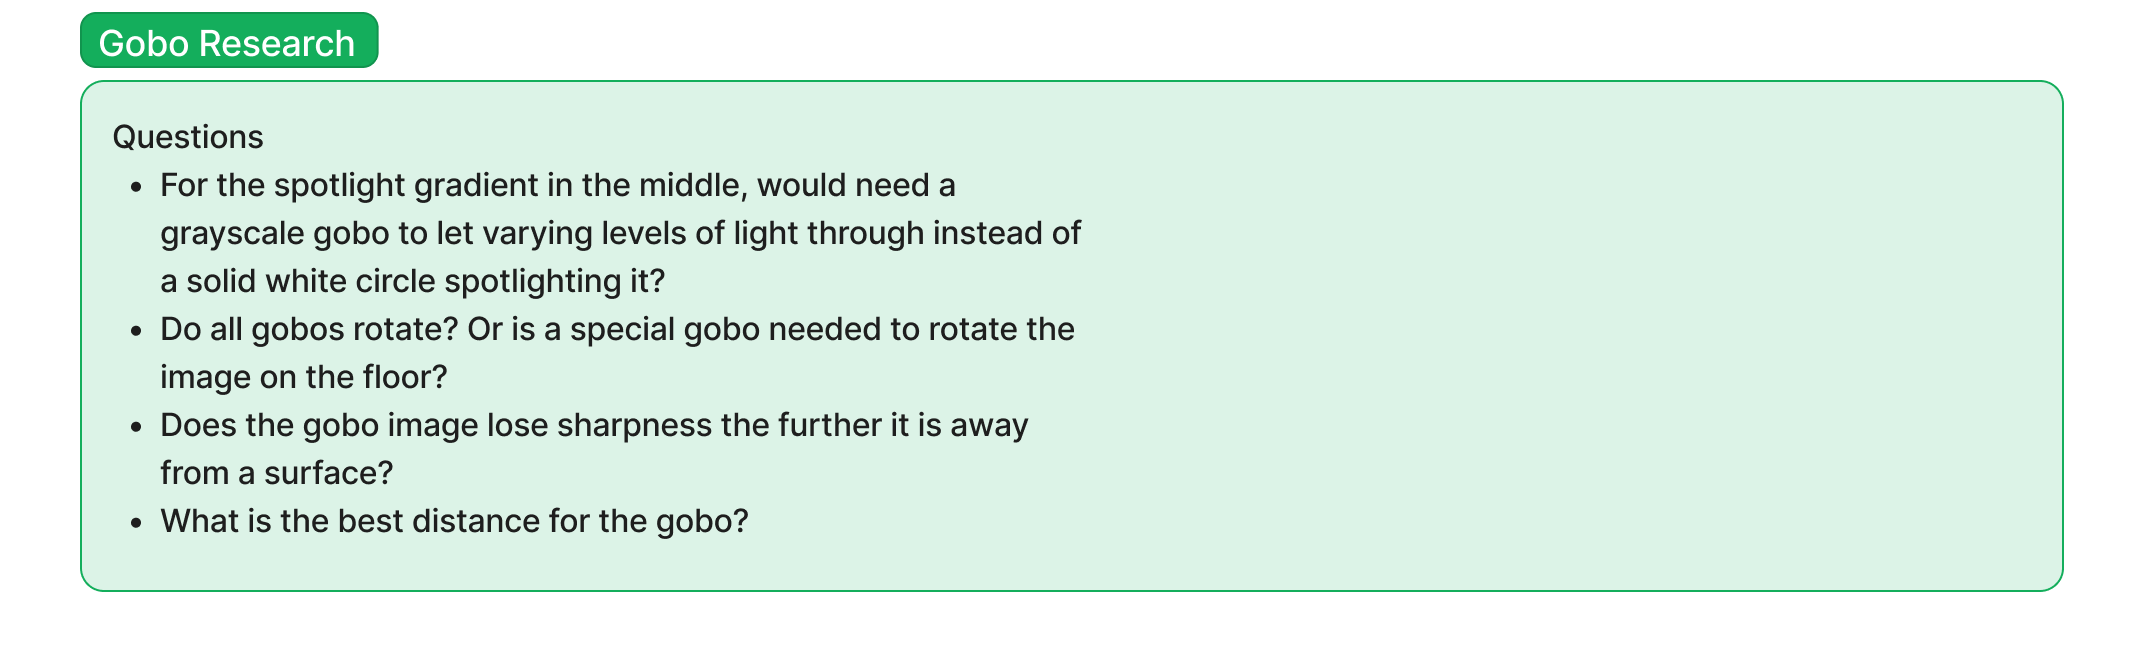 Gobo Research
Questions
• For the spotlight gradient in the middle, would need a
grayscale gobo to let varying levels of light through instead of
a solid white circle spotlighting it?
• Do all gobos rotate? Or is a special gobo needed to rotate the
image on the floor?
• Does the gobo image lose sharpness the further it is away
from a surface?
• What is the best distance for the gobo?